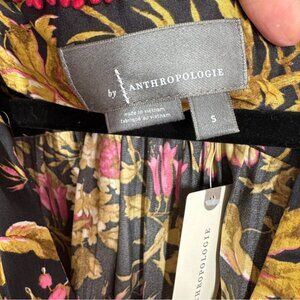 by ANTHROPOLOGIE
made in vietnam
fabriqué au vietnam
S
ANTHROPOLOGIE